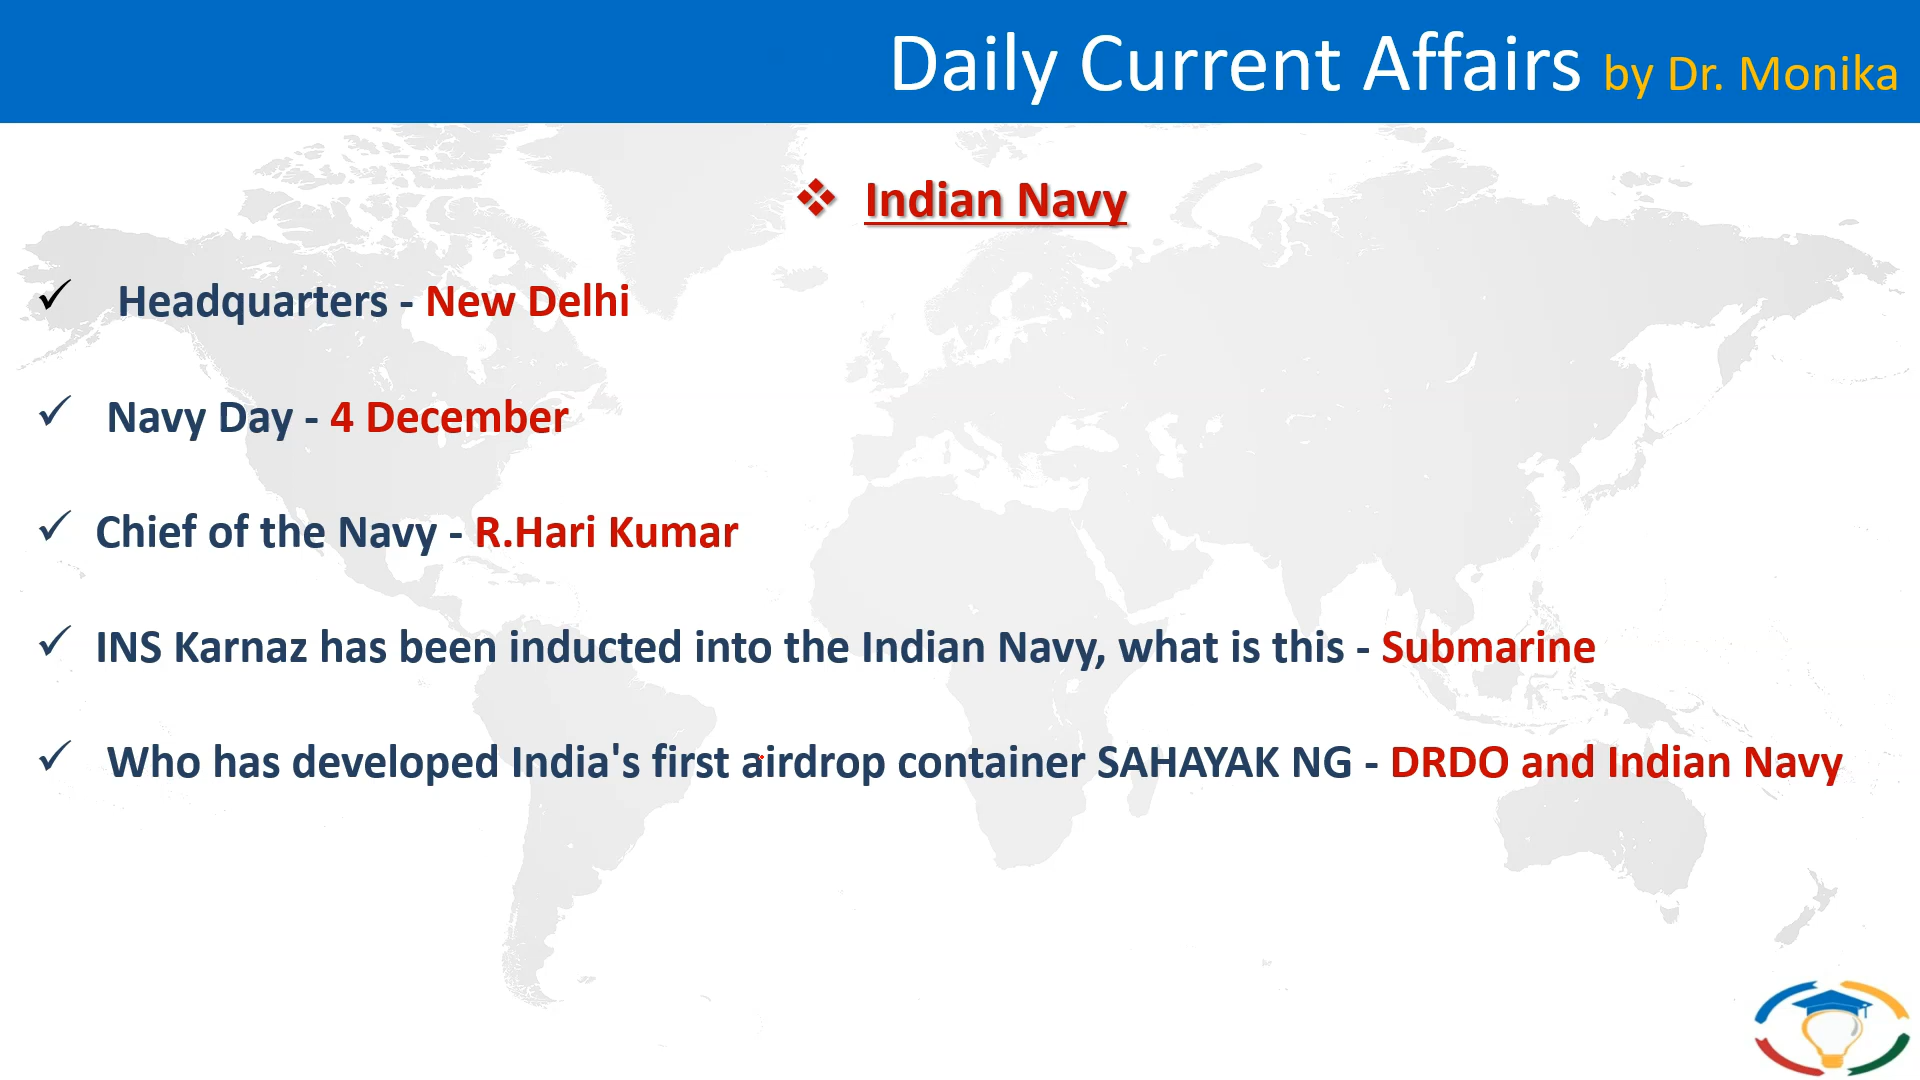 Daily Current Affairs by Dr. Monika
❖ Indian Navy
✓ Headquarters - New Delhi
✓ Navy Day - 4 December
✓ Chief of the Navy - R.Hari Kumar
✓ INS Karnaz has been inducted into the Indian Navy, what is this - Submarine
✓ Who has developed India's first airdrop container SAHAYAK NG - DRDO and Indian Navy